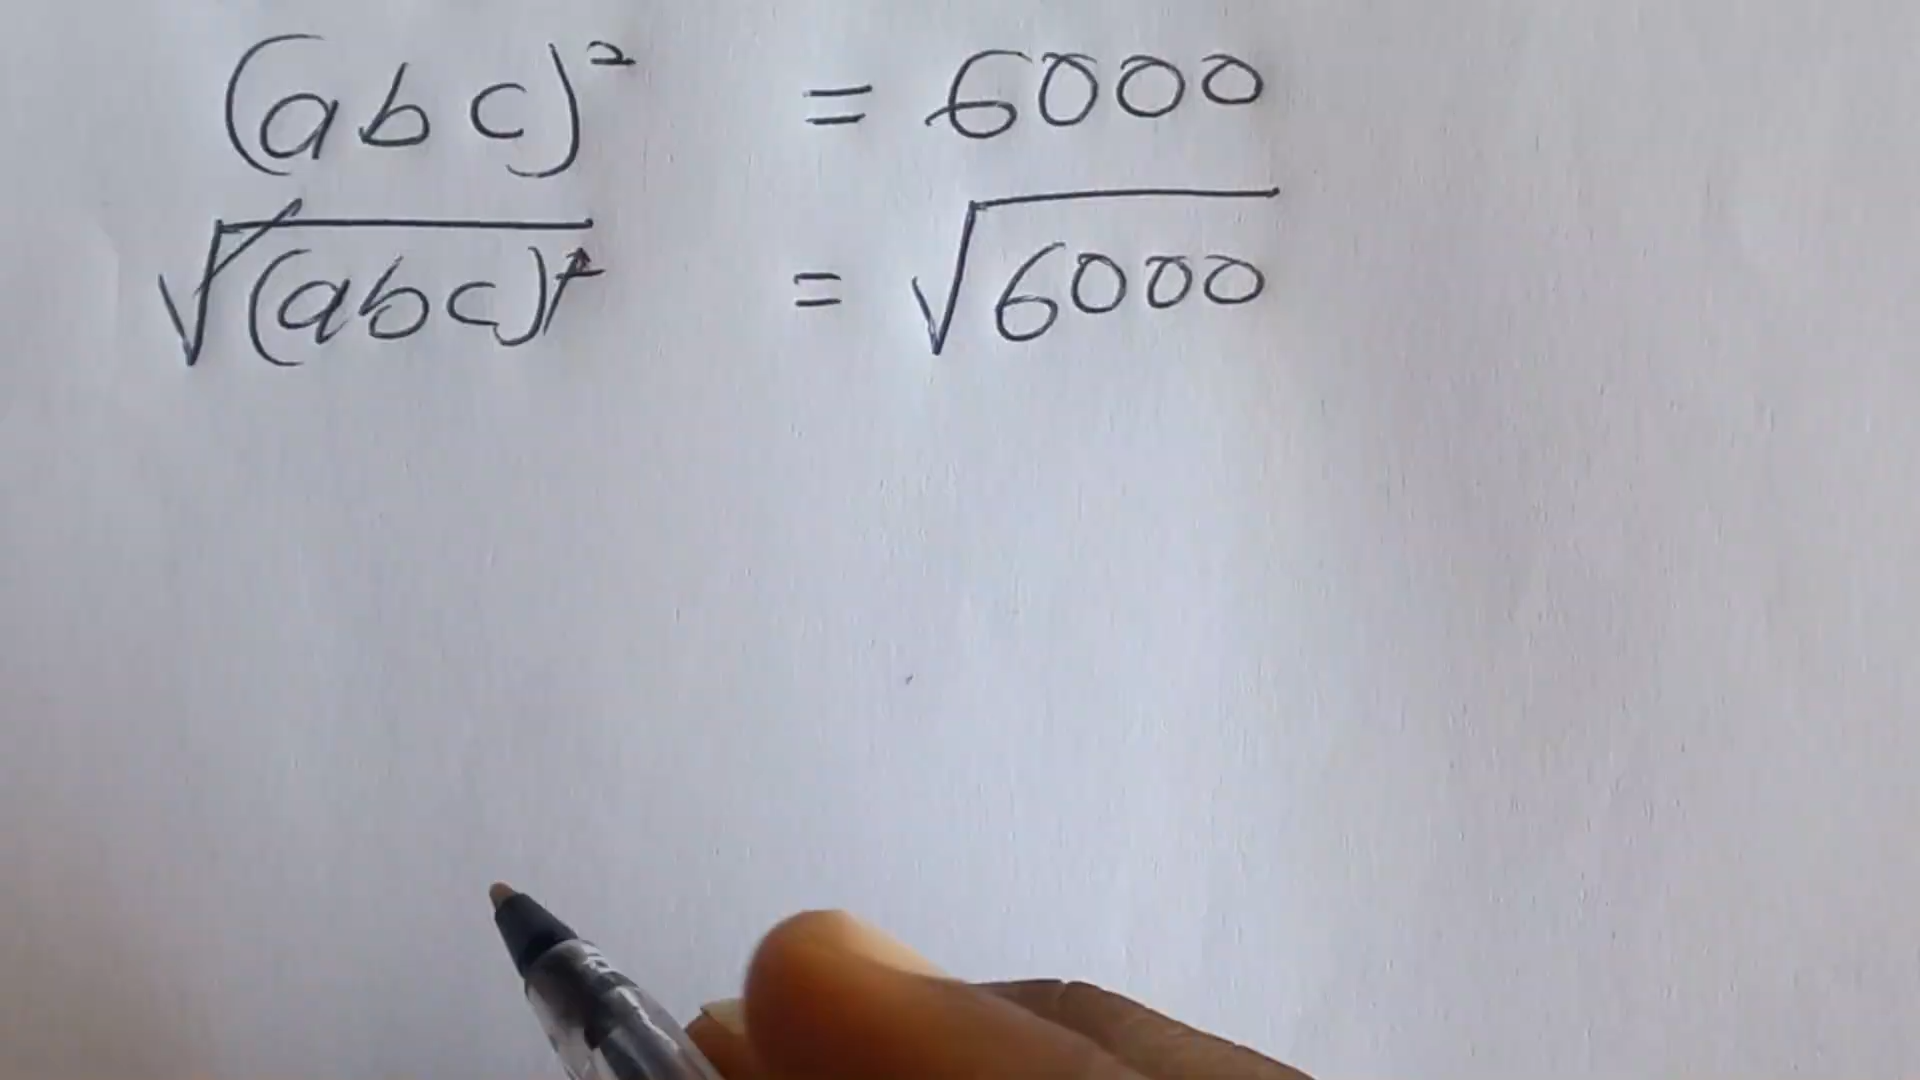 (abc)² = 6000
√(abc)² = √6000